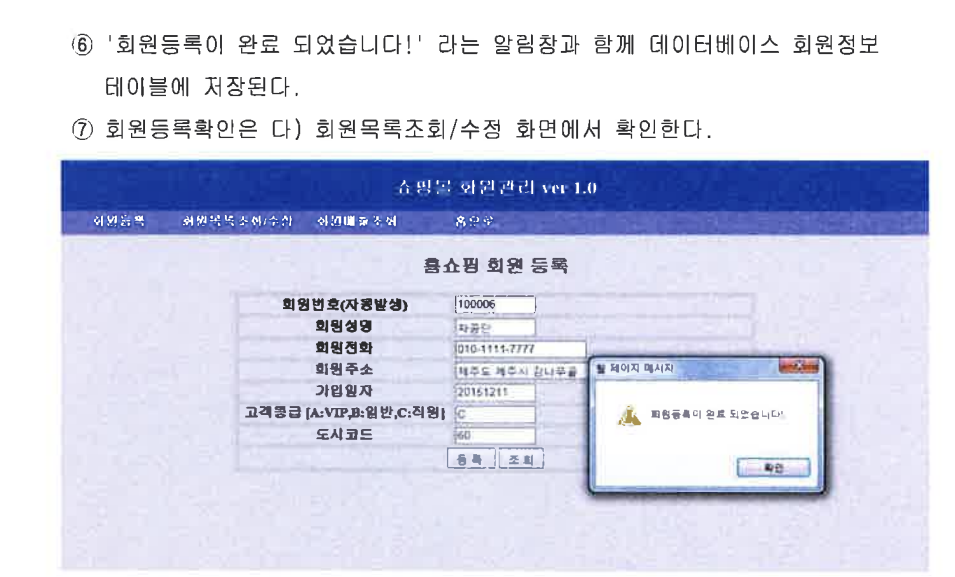 ⑥ '회원등록이 완료 되었습니다!' 라는 알림창과 함께 데이터베이스 회원정보
테이블에 저장된다.
⑦ 회원등록확인은 다) 회원목록조회/수정 화면에서 확인한다.
쇼핑몰 회원관리 ver 1.0
회원등록 회원목록조회/수정 회원매출조회 홈으로
홈쇼핑 회원 등록
회원번호(자동발생) 100006
회원성명
회원전화 010-1111-7777
회원주소 제주도 제주시
가입일자 20151211
고객등급 [A:VIP,B:일반,C:직원] C
도시코드 60
등록 조회
웹 페이지 메시지
회원등록이 완료 되었습니다!
확인